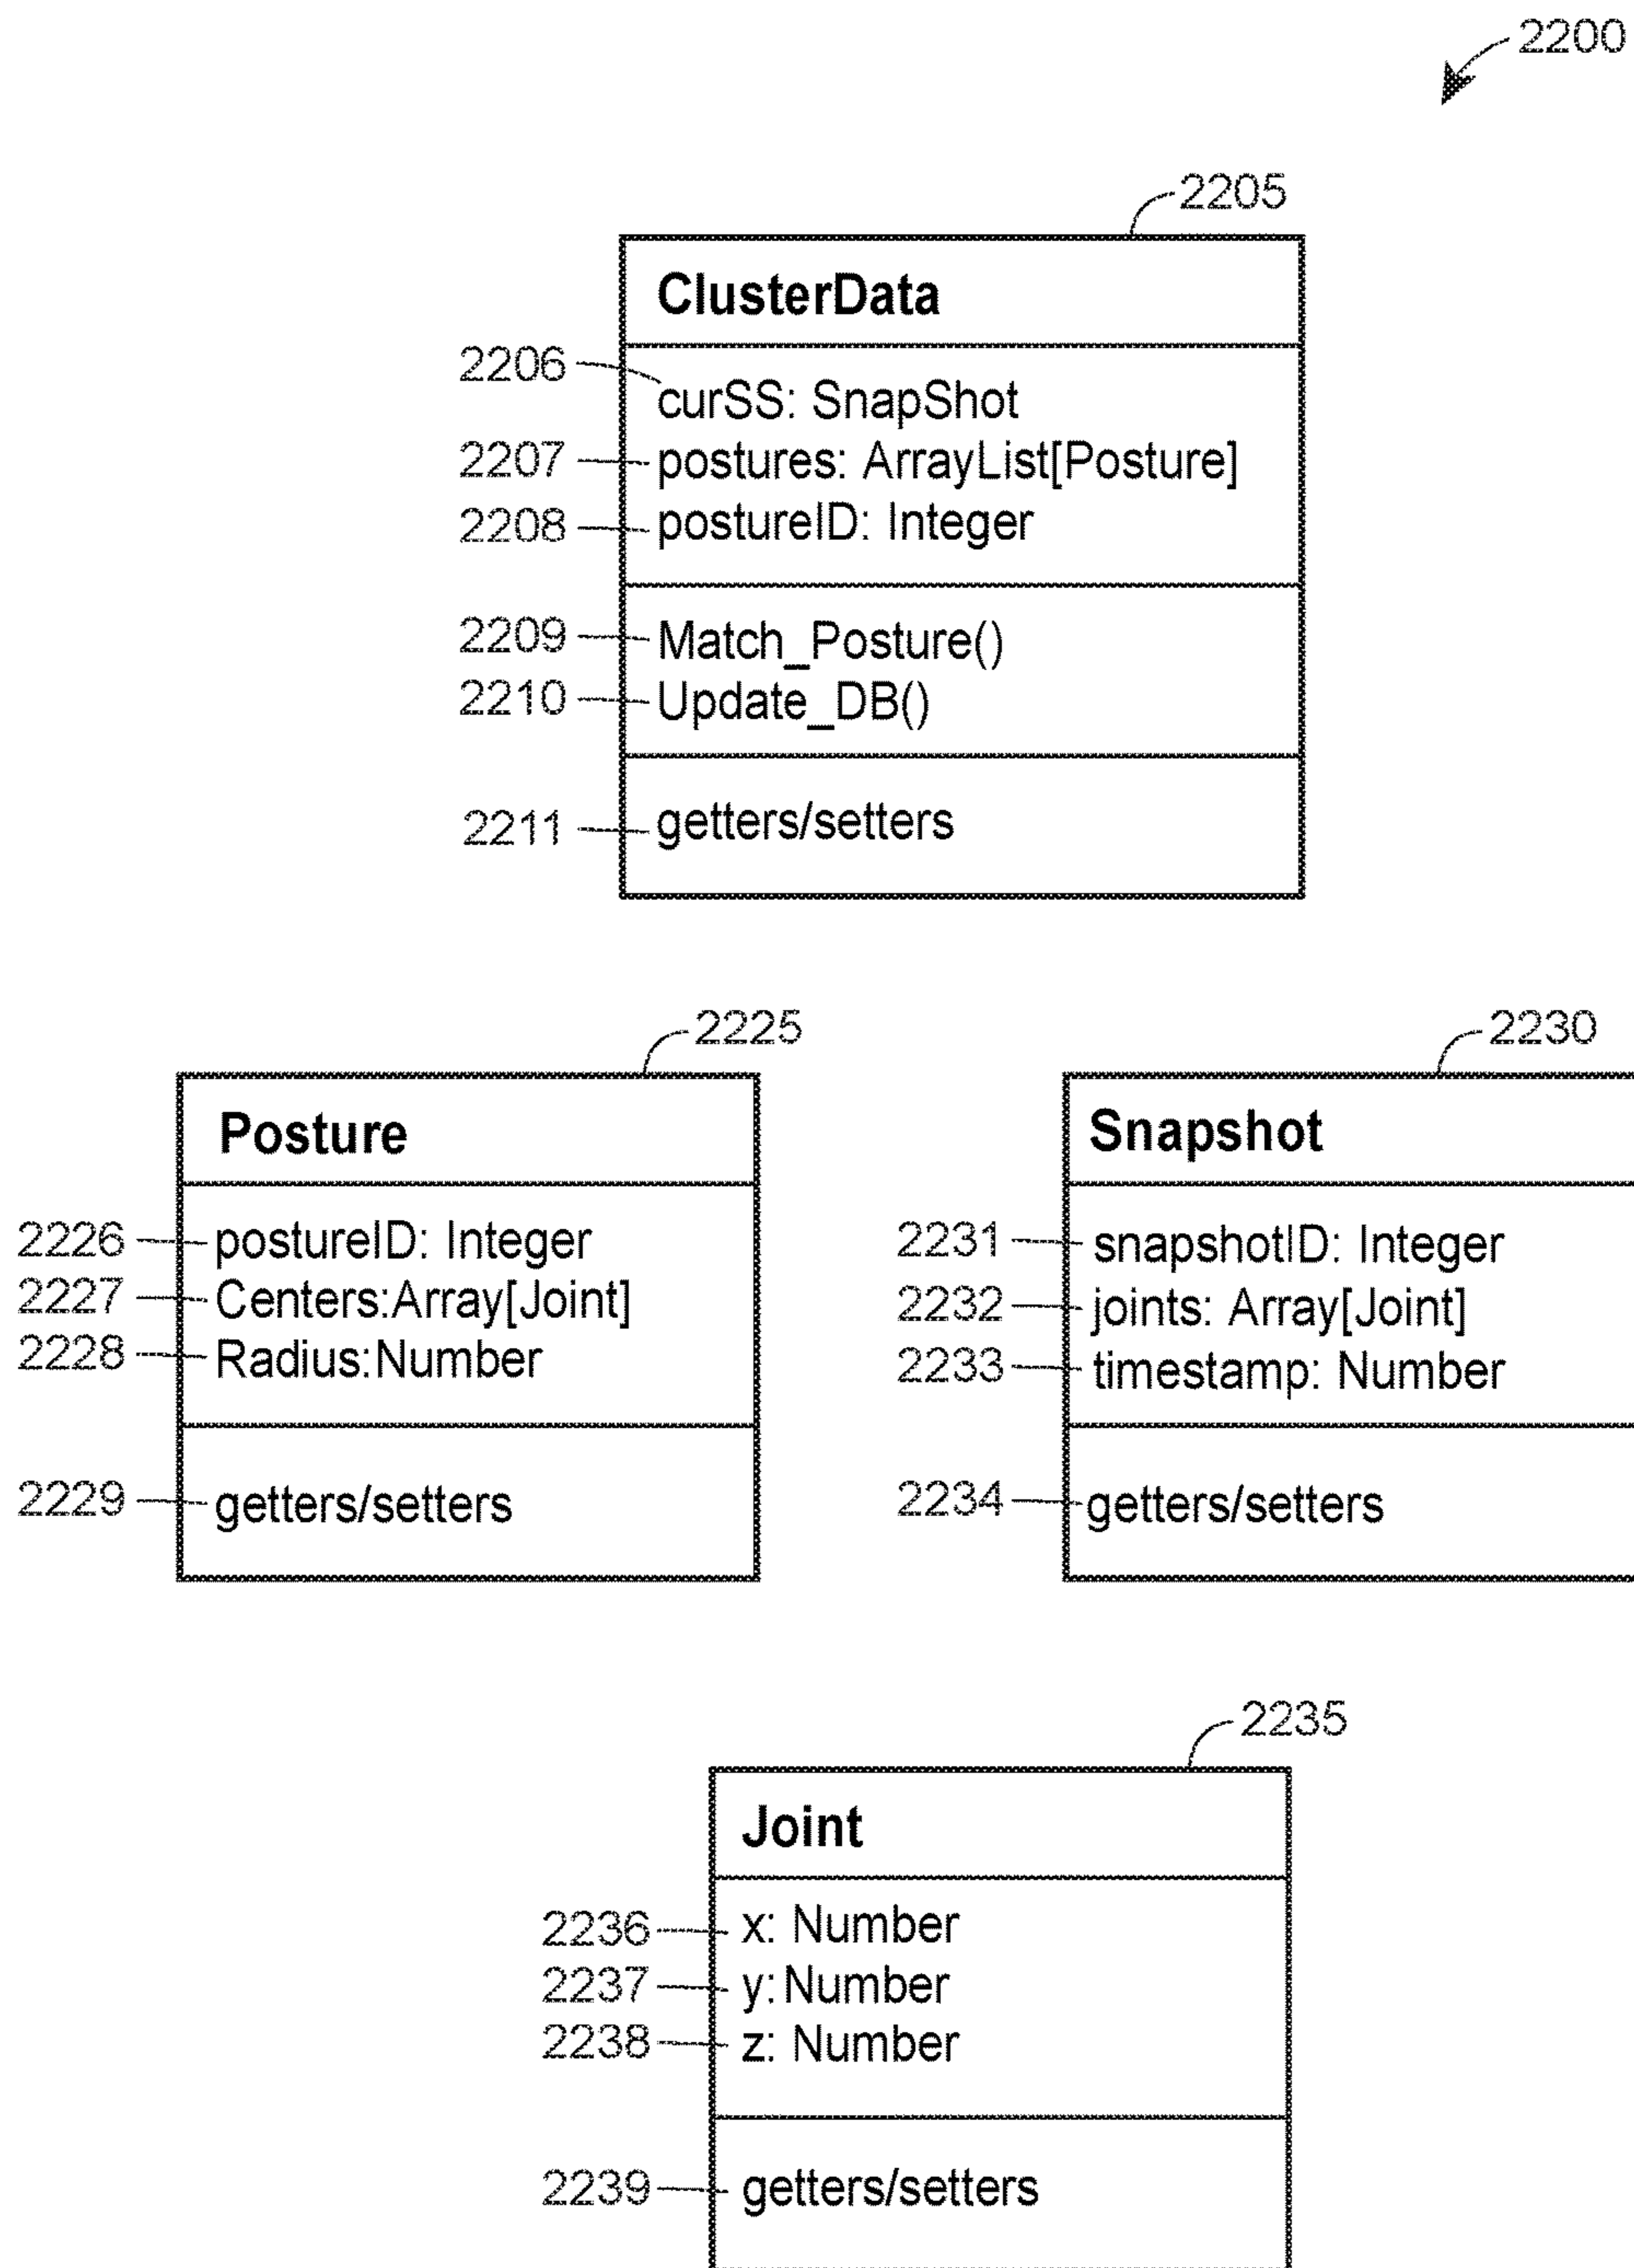 2200
2205
ClusterData
2206 curSS: SnapShot
2207 postures: ArrayList[Posture]
2208 postureID: Integer
2209 Match_Posture()
2210 Update_DB()
2211 getters/setters
2225
Posture
2226 postureID: Integer
2227 Centers:Array[Joint]
2228 Radius:Number
2229 getters/setters
2230
Snapshot
2231 snapshotID: Integer
2232 joints: Array[Joint]
2233 timestamp: Number
2234 getters/setters
2235
Joint
2236 x: Number
2237 y: Number
2238 z: Number
2239 getters/setters